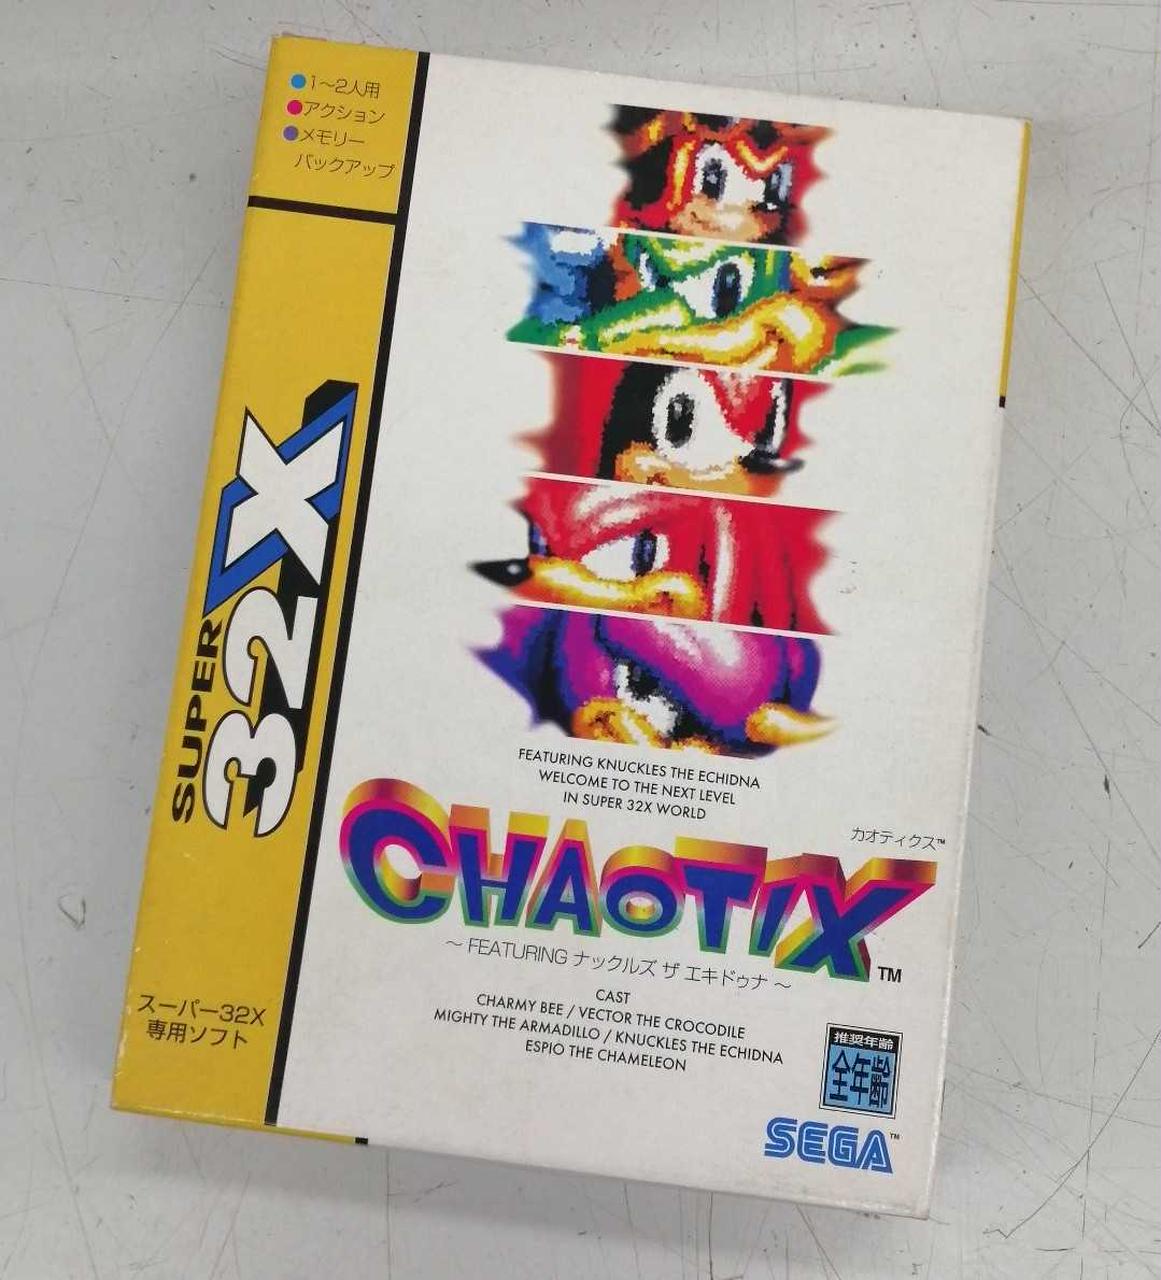 ●1〜2人用
●アクション
●メモリー
バックアップ
SUPER
32X
スーパー32X
専用ソフト
FEATURING KNUCKLES THE ECHIDNA
WELCOME TO THE NEXT LEVEL
IN SUPER 32X WORLD
カオティクス™
CHAOTIX™
〜 FEATURING ナックルズ ザ エキドゥナ 〜
CAST
CHARMY BEE / VECTOR THE CROCODILE
MIGHTY THE ARMADILLO / KNUCKLES THE ECHIDNA
ESPIO THE CHAMELEON
推奨年齢
全年齢
SEGA™